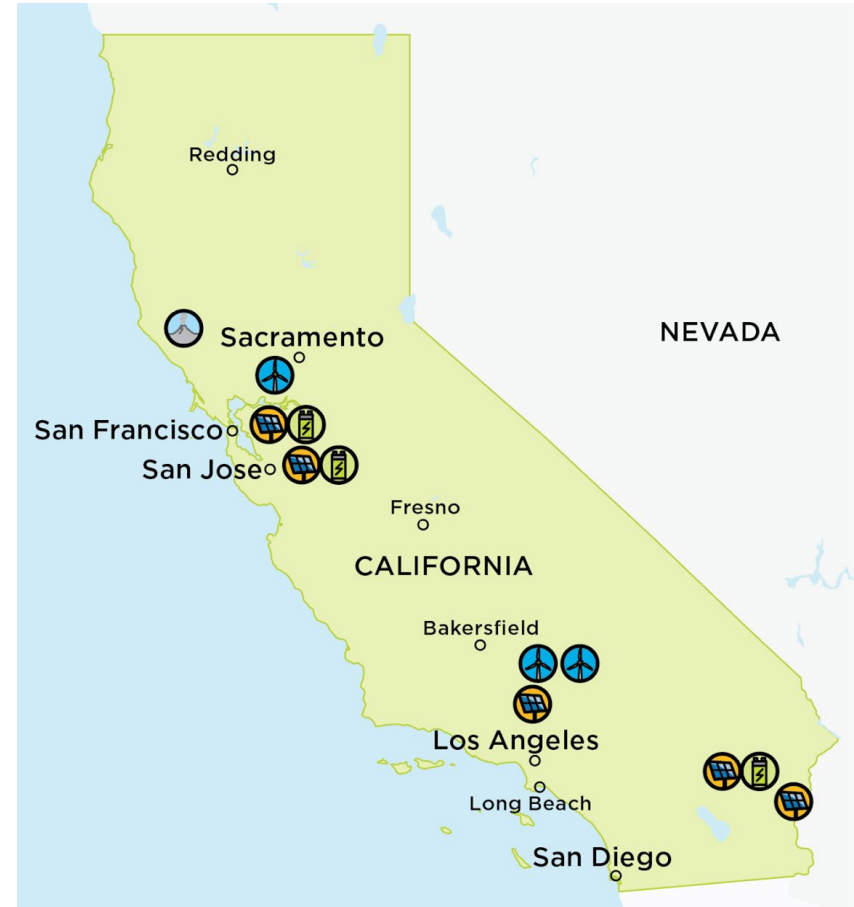 Redding
Sacramento
NEVADA
San Francisco
San Jose
Fresno
CALIFORNIA
Bakersfield
Los Angeles
Long Beach
San Diego